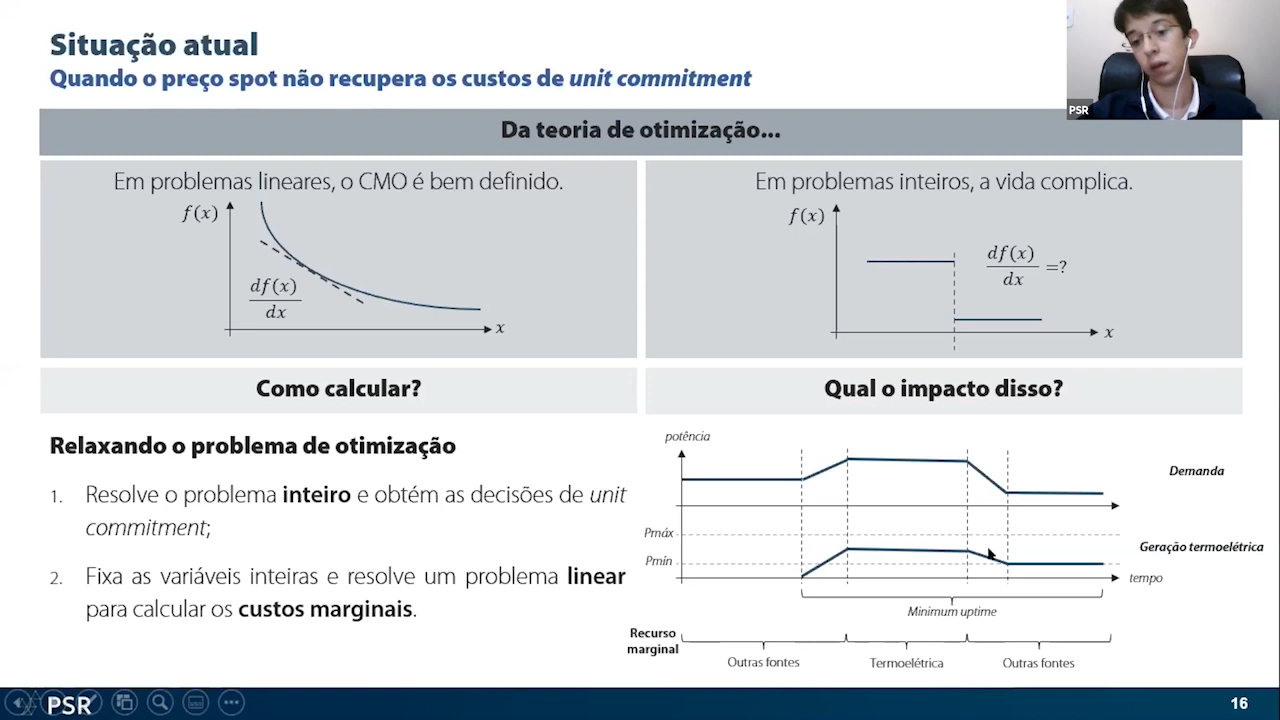 Situação atual
Quando o preço spot não recupera os custos de unit commitment
PSR
Da teoria de otimização...
Em problemas lineares, o CMO é bem definido.
f(x)
df(x)
dx
x
Em problemas inteiros, a vida complica.
f(x)
df(x)
dx
=?
x
Como calcular?
Qual o impacto disso?
Relaxando o problema de otimização
1. Resolve o problema inteiro e obtém as decisões de unit
commitment;
2. Fixa as variáveis inteiras e resolve um problema linear
para calcular os custos marginais.
potência
Demanda
Pmáx
Geração termoelétrica
Pmín
tempo
Minimum uptime
Recurso
marginal
Outras fontes
Termoelétrica
Outras fontes
PSR
16